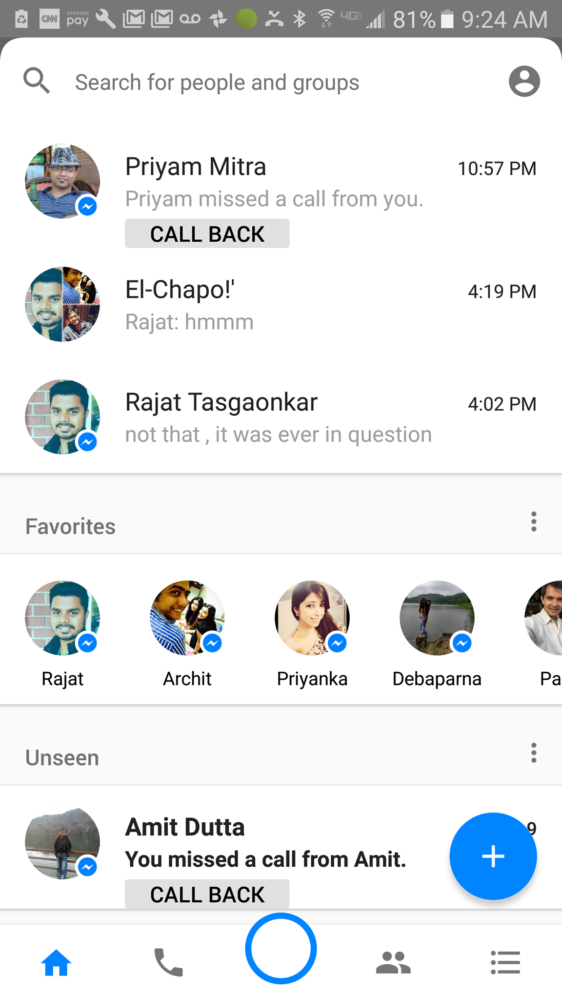 CNN SAMSUNG pay 4G LTE 81% 9:24 AM
Search for people and groups
Priyam Mitra 10:57 PM
Priyam missed a call from you.
CALL BACK
El-Chapo!' 4:19 PM
Rajat: hmmm
Rajat Tasgaonkar 4:02 PM
not that , it was ever in question
Favorites
Rajat Archit Priyanka Debaparna Pa
Unseen
Amit Dutta 9
You missed a call from Amit.
CALL BACK